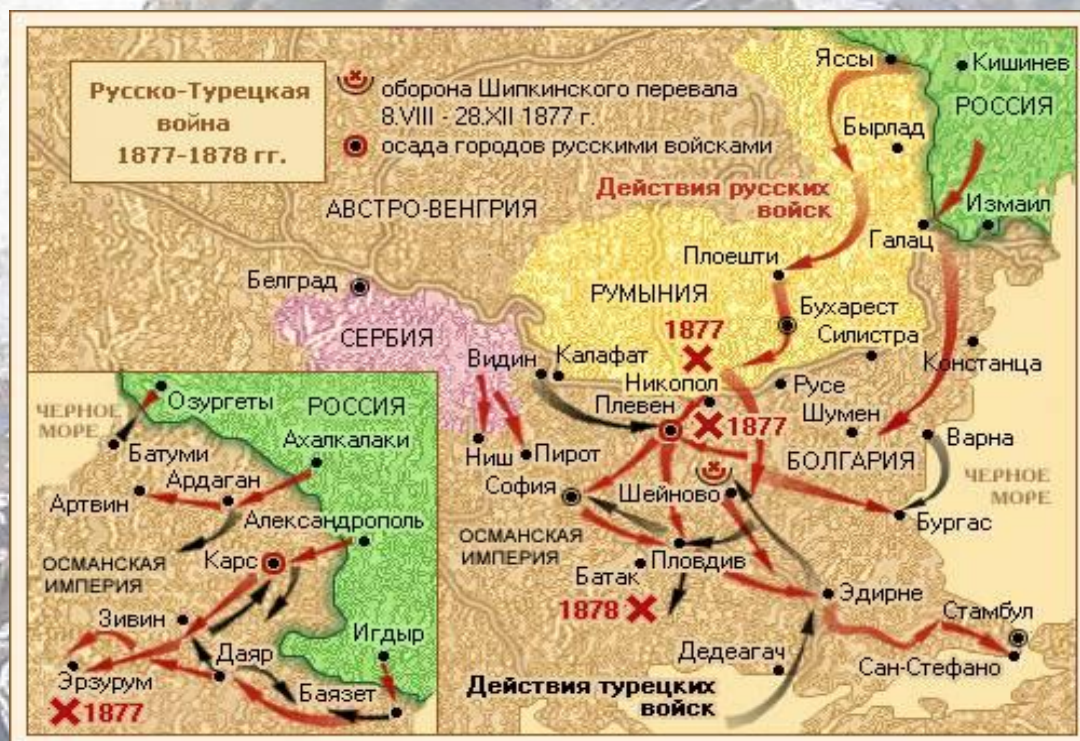 Русско-Турецкая
война
1877-1878 гг.
оборона Шипкинского перевала
8.VIII - 28.XII 1877 г.
осада городов русскими войсками
Яссы
Кишинев
РОССИЯ
Бырлад
Действия русских
войск
АВСТРО-ВЕНГРИЯ
Измаил
Галац
Плоешти
Белград
РУМЫНИЯ
Бухарест
СЕРБИЯ
1877
Силистра
Видин
Калафат
Констанца
Никопол
Русе
Плевен
1877
Шумен
Варна
Ниш
Пирот
БОЛГАРИЯ
ЧЕРНОЕ
МОРЕ
София
Шейново
Бургас
ОСМАНСКАЯ
ИМПЕРИЯ
Пловдив
Батак
1878
Эдирне
Стамбул
Дедеагач
Сан-Стефано
Действия турецких
войск
Озургеты
РОССИЯ
ЧЕРНОЕ
МОРЕ
Ахалкалаки
Батуми
Ардаган
Артвин
Александрополь
ОСМАНСКАЯ
ИМПЕРИЯ
Карс
Зивин
Игдыр
Даяр
Эрзурум
Баязет
1877